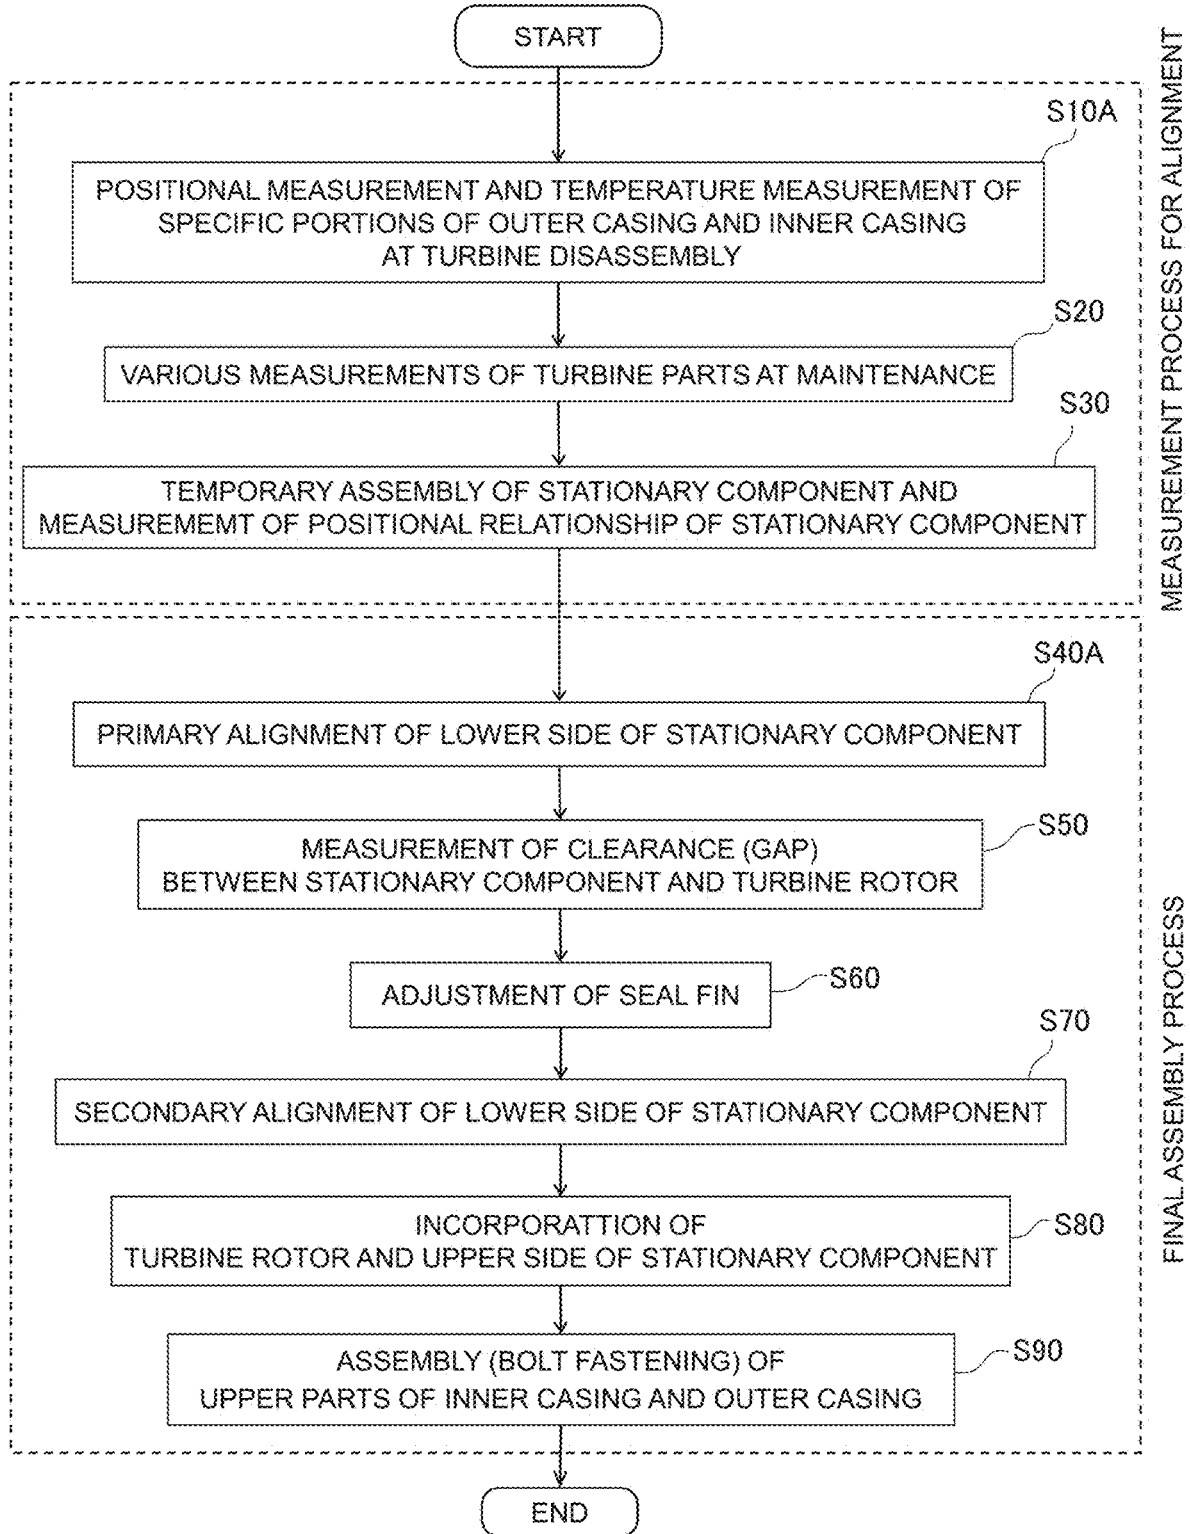 START
MEASUREMENT PROCESS FOR ALIGNMENT
S10A
POSITIONAL MEASUREMENT AND TEMPERATURE MEASUREMENT OF
SPECIFIC PORTIONS OF OUTER CASING AND INNER CASING
AT TURBINE DISASSEMBLY
S20
VARIOUS MEASUREMENTS OF TURBINE PARTS AT MAINTENANCE
S30
TEMPORARY ASSEMBLY OF STATIONARY COMPONENT AND
MEASUREMEMT OF POSITIONAL RELATIONSHIP OF STATIONARY COMPONENT
FINAL ASSEMBLY PROCESS
S40A
PRIMARY ALIGNMENT OF LOWER SIDE OF STATIONARY COMPONENT
S50
MEASUREMENT OF CLEARANCE (GAP)
BETWEEN STATIONARY COMPONENT AND TURBINE ROTOR
S60
ADJUSTMENT OF SEAL FIN
S70
SECONDARY ALIGNMENT OF LOWER SIDE OF STATIONARY COMPONENT
S80
INCORPORATTION OF
TURBINE ROTOR AND UPPER SIDE OF STATIONARY COMPONENT
S90
ASSEMBLY (BOLT FASTENING) OF
UPPER PARTS OF INNER CASING AND OUTER CASING
END